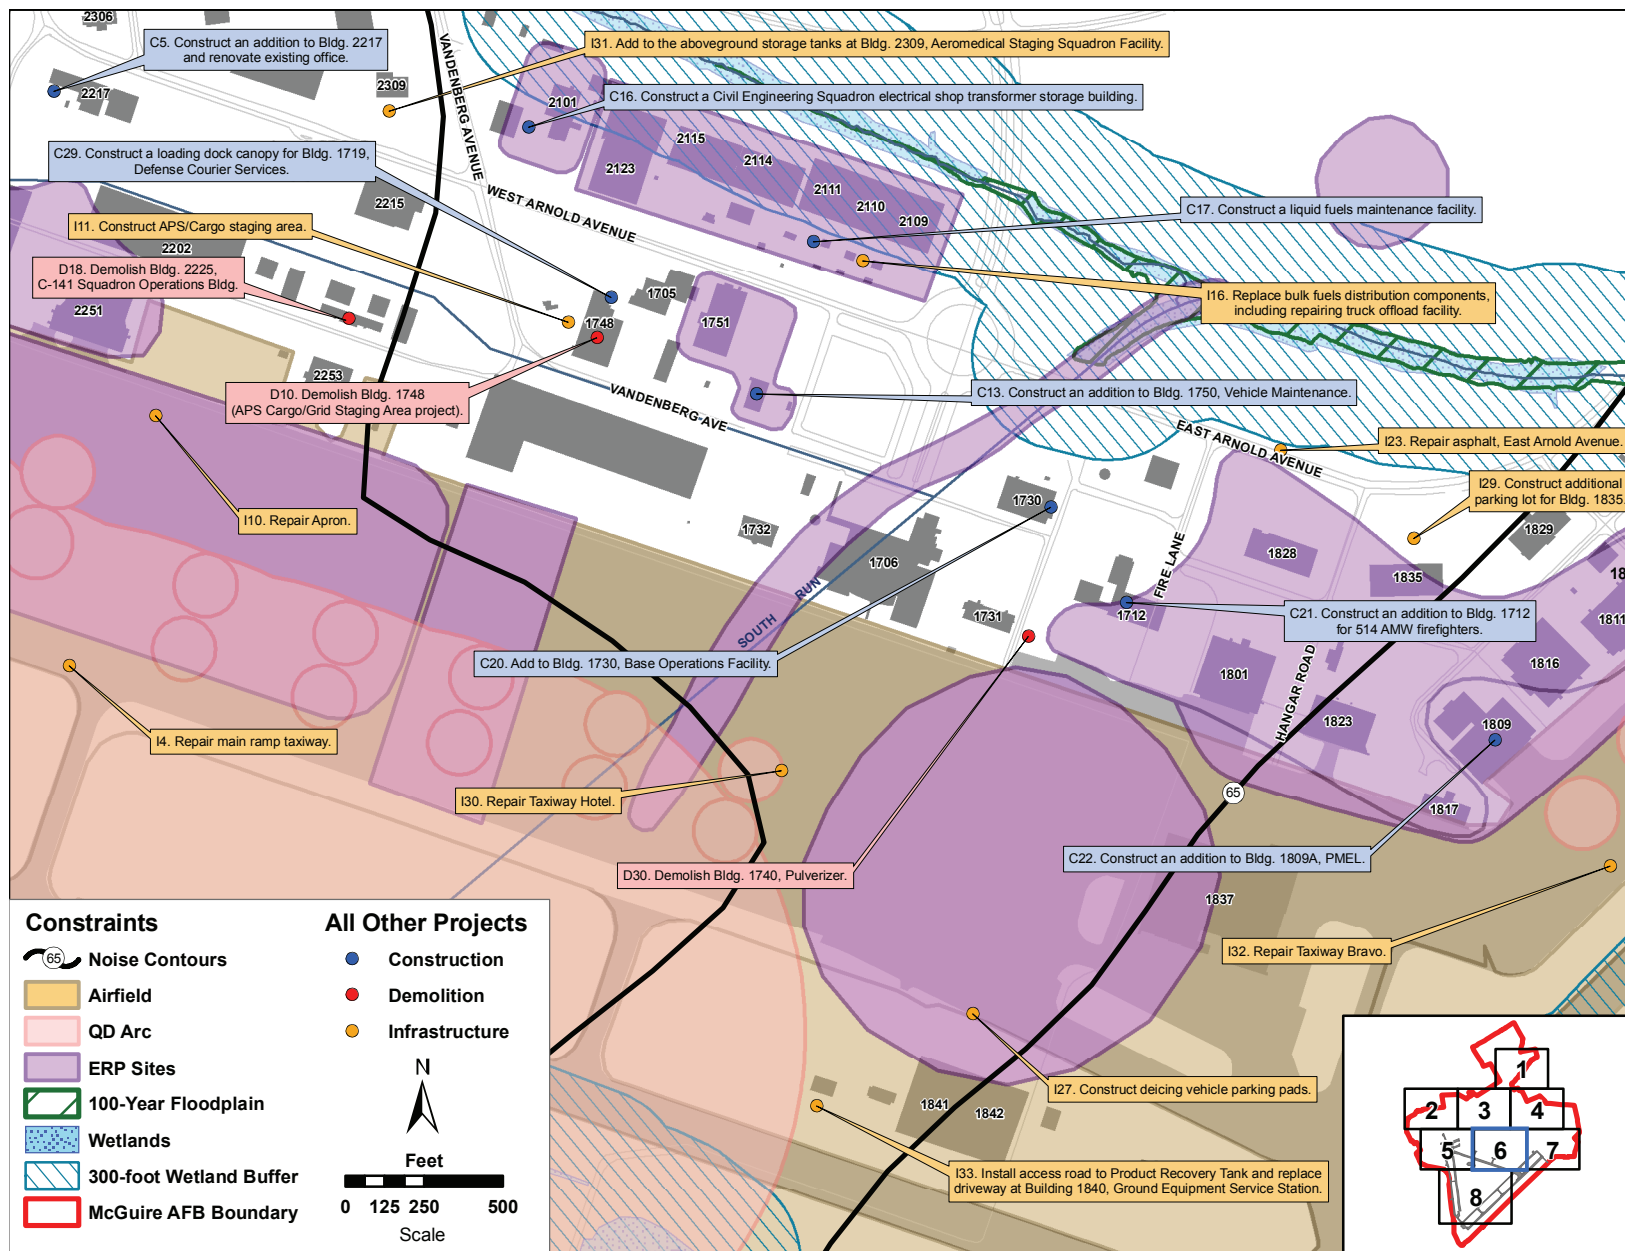 2306
C5. Construct an addition to Bldg. 2217
and renovate existing office.
2217
VANDENBERG AVENUE
2309
I31. Add to the aboveground storage tanks at Bldg. 2309, Aeromedical Staging Squadron Facility.
2101
C16. Construct a Civil Engineering Squadron electrical shop transformer storage building.
C29. Construct a loading dock canopy for Bldg. 1719,
Defense Courier Services.
2115
2114
2123
2111
2110
2109
2215
WEST ARNOLD AVENUE
C17. Construct a liquid fuels maintenance facility.
I11. Construct APS/Cargo staging area.
2202
D18. Demolish Bldg. 2225,
C-141 Squadron Operations Bldg.
2251
1705
1748
1751
I16. Replace bulk fuels distribution components,
including repairing truck offload facility.
2253
D10. Demolish Bldg. 1748
(APS Cargo/Grid Staging Area project).
VANDENBERG AVE
C13. Construct an addition to Bldg. 1750, Vehicle Maintenance.
EAST ARNOLD AVENUE
I23. Repair asphalt, East Arnold Avenue.
I29. Construct additional
parking lot for Bldg. 1835.
I10. Repair Apron.
1730
1732
1706
1829
1828
1835
FIRE LANE
18
1811
SOUTH RUN
1731
1712
C21. Construct an addition to Bldg. 1712
for 514 AMW firefighters.
C20. Add to Bldg. 1730, Base Operations Facility.
1801
1816
HANGAR ROAD
1823
1809
I4. Repair main ramp taxiway.
I30. Repair Taxiway Hotel.
65
1817
D30. Demolish Bldg. 1740, Pulverizer.
C22. Construct an addition to Bldg. 1809A, PMEL.
1837
I32. Repair Taxiway Bravo.
I27. Construct deicing vehicle parking pads.
1841
1842
I33. Install access road to Product Recovery Tank and replace
driveway at Building 1840, Ground Equipment Service Station.
Constraints
65 Noise Contours
Airfield
QD Arc
ERP Sites
100-Year Floodplain
Wetlands
300-foot Wetland Buffer
McGuire AFB Boundary
All Other Projects
Construction
Demolition
Infrastructure
N
Feet
0 125 250 500
Scale
1
2 3 4
5 6 7
8